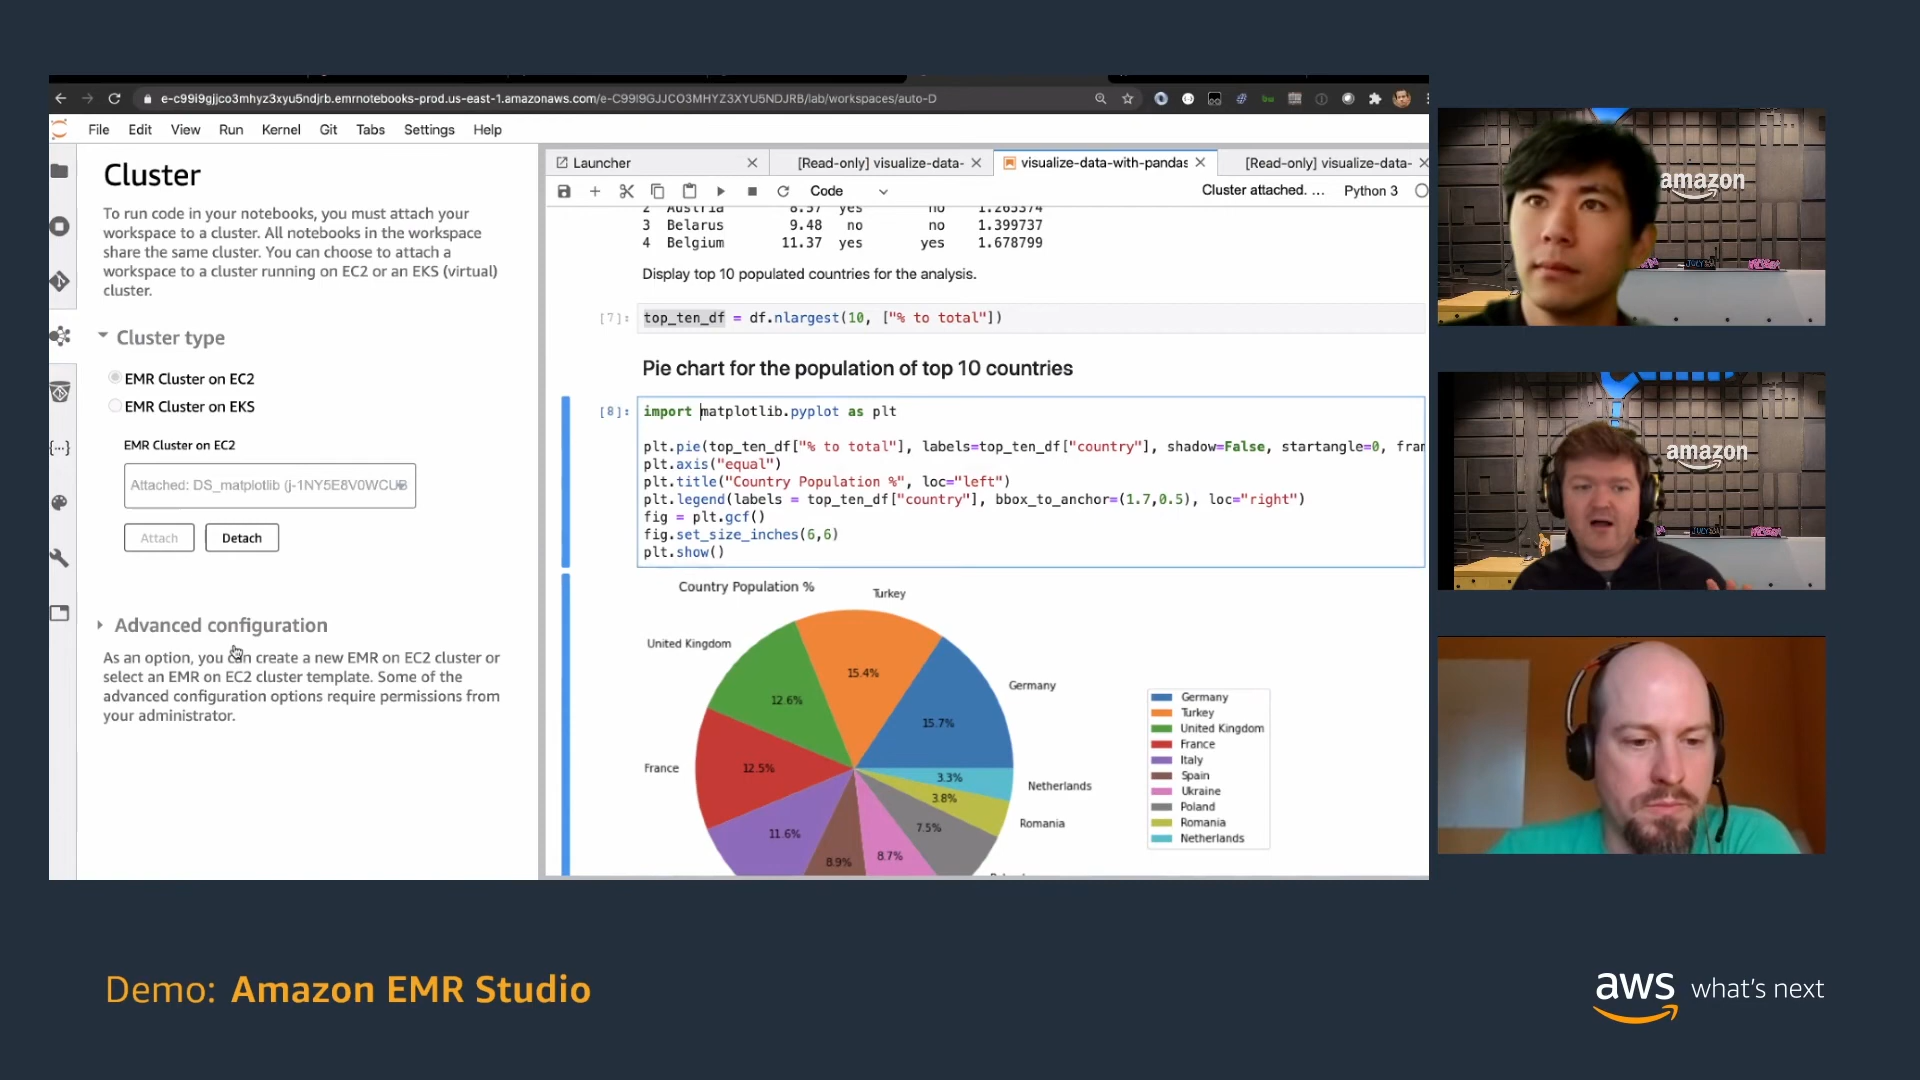 e-c99i9gjjco3mhyz3xyu5ndjrb.emrnotebooks-prod.us-east-1.amazonaws.com/e-C99I9GJJCO3MHYZ3XYU5NDJRB/lab/workspaces/auto-D
File Edit View Run Kernel Git Tabs Settings Help
Cluster
To run code in your notebooks, you must attach your
workspace to a cluster. All notebooks in the workspace
share the same cluster. You can choose to attach a
workspace to a cluster running on EC2 or an EKS (virtual)
cluster.
Cluster type
EMR Cluster on EC2
EMR Cluster on EKS
EMR Cluster on EC2
Attached: DS_matplotlib (j-1NY5E8V0WCUB
Attach Detach
Advanced configuration
As an option, you can create a new EMR on EC2 cluster or
select an EMR on EC2 cluster template. Some of the
advanced configuration options require permissions from
your administrator.
Launcher [Read-only] visualize-data- visualize-data-with-pandas [Read-only] visualize-data-
Code Cluster attached. ... Python 3
2 Austria 8.57 yes no 1.265374
3 Belarus 9.48 no no 1.399737
4 Belgium 11.37 yes yes 1.678799
Display top 10 populated countries for the analysis.
[7]: top_ten_df = df.nlargest(10, ["% to total"])
Pie chart for the population of top 10 countries
[8]: import matplotlib.pyplot as plt
plt.pie(top_ten_df["% to total"], labels=top_ten_df["country"], shadow=False, startangle=0, fram
plt.axis("equal")
plt.title("Country Population %", loc="left")
plt.legend(labels = top_ten_df["country"], bbox_to_anchor=(1.7,0.5), loc="right")
fig = plt.gcf()
fig.set_size_inches(6,6)
plt.show()
Country Population %
Turkey
United Kingdom
Germany
France
Netherlands
Romania
15.4%
12.6%
15.7%
12.5%
3.3%
3.8%
7.5%
11.6%
8.7%
8.9%
Germany
Turkey
United Kingdom
France
Italy
Spain
Ukraine
Poland
Romania
Netherlands
amazon
amazon
Demo: Amazon EMR Studio
aws what's next